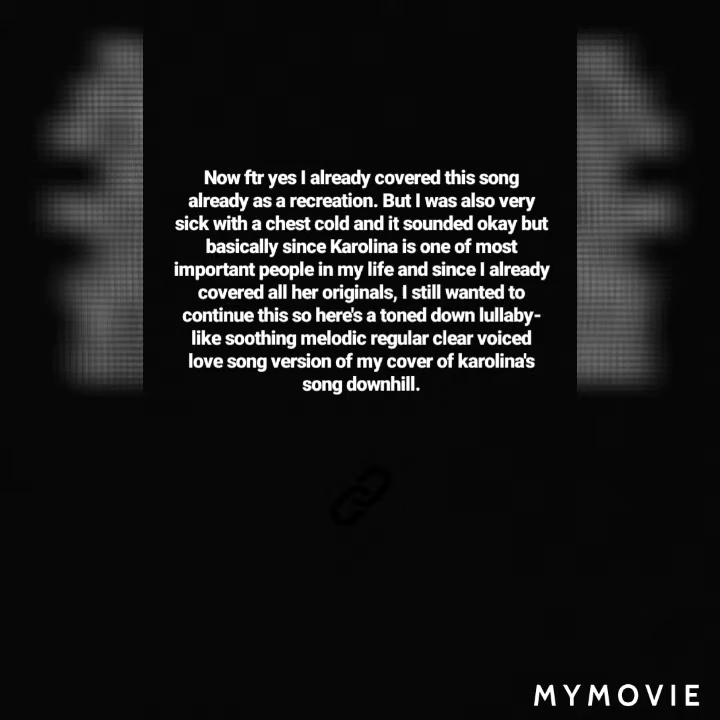 Now ftr yes I already covered this song
already as a recreation. But I was also very
sick with a chest cold and it sounded okay but
basically since Karolina is one of most
important people in my life and since I already
covered all her originals, I still wanted to
continue this so here's a toned down lullaby-
like soothing melodic regular clear voiced
love song version of my cover of karolina's
song downhill.
MYMOVIE